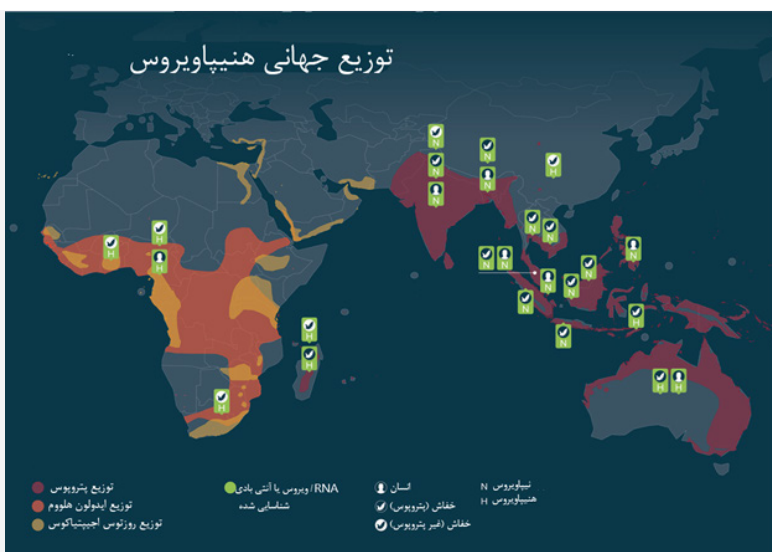 توزیع جهانی هنیپاویروس
N
N
N
N
N
H
N
N
N
N
N
N
N
N
N
N
H
H
H
H
H
H
H
H
H
توزیع پتروپوس
توزیع ایدولون هلووم
توزیع روزتوس اجیپتیاکوس
RNA/ ویروس یا آنتی بادی
شناسایی شده
انسان
خفاش (پتروپوس)
خفاش (غیر پتروپوس)
N نیپاویروس
H هنیپاویروس